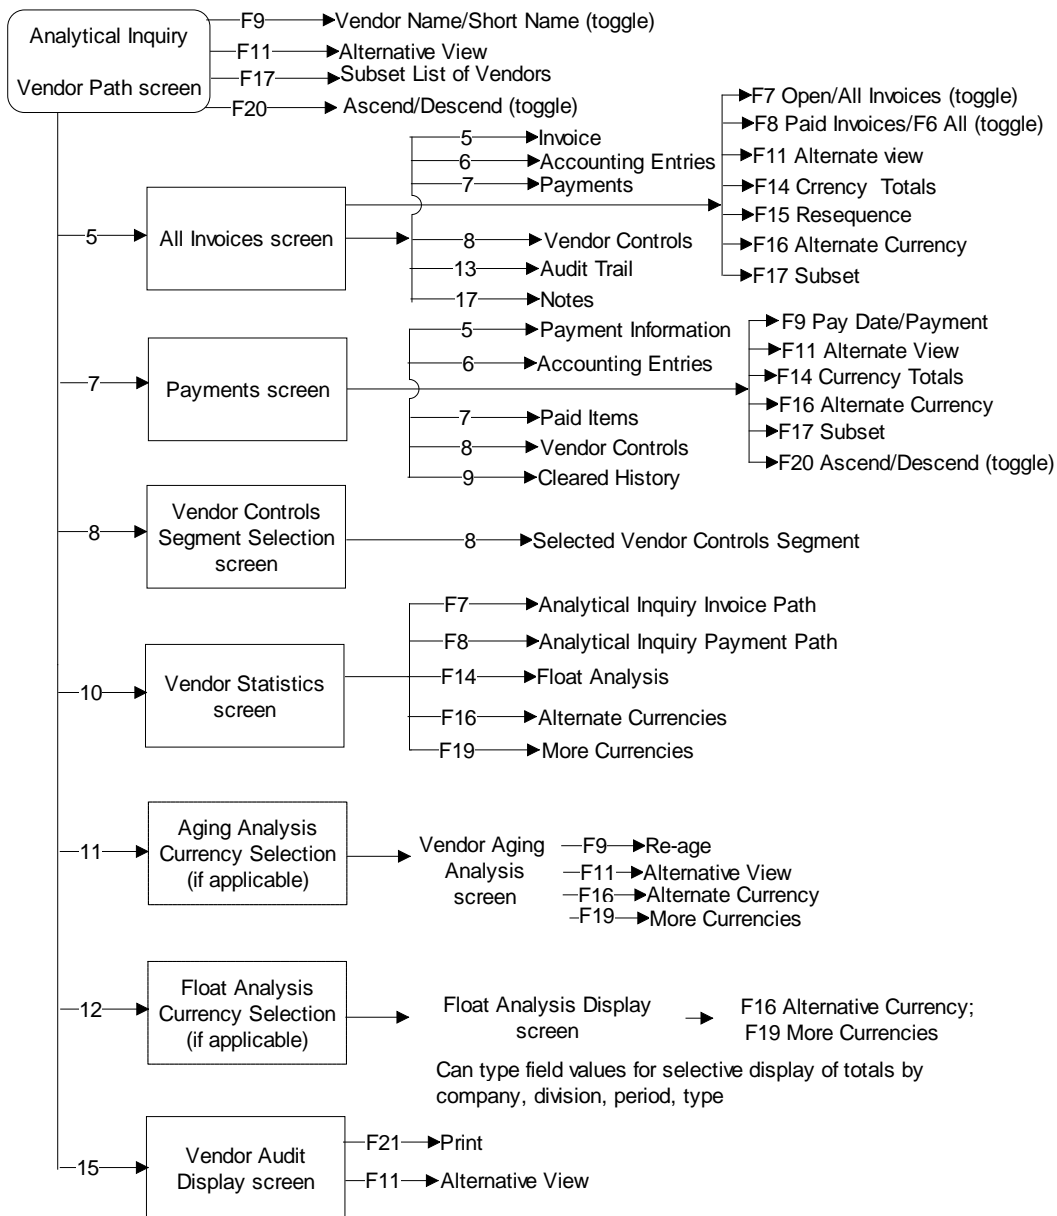 Analytical Inquiry
Vendor Path screen
F9 Vendor Name/Short Name (toggle)
F11 Alternative View
F17 Subset List of Vendors
F20 Ascend/Descend (toggle)
5
All Invoices screen
5 Invoice
6 Accounting Entries
7 Payments
8 Vendor Controls
13 Audit Trail
17 Notes
F7 Open/All Invoices (toggle)
F8 Paid Invoices/F6 All (toggle)
F11 Alternate view
F14 Crrency Totals
F15 Resequence
F16 Alternate Currency
F17 Subset
7
Payments screen
5 Payment Information
6 Accounting Entries
7 Paid Items
8 Vendor Controls
9 Cleared History
F9 Pay Date/Payment
F11 Alternate View
F14 Currency Totals
F16 Alternate Currency
F17 Subset
F20 Ascend/Descend (toggle)
8
Vendor Controls
Segment Selection
screen
8 Selected Vendor Controls Segment
10
Vendor Statistics
screen
F7 Analytical Inquiry Invoice Path
F8 Analytical Inquiry Payment Path
F14 Float Analysis
F16 Alternate Currencies
F19 More Currencies
11
Aging Analysis
Currency Selection
(if applicable)
Vendor Aging
Analysis
screen
F9 Re-age
F11 Alternative View
F16 Alternate Currency
F19 More Currencies
12
Float Analysis
Currency Selection
(if applicable)
Float Analysis Display
screen
F16 Alternative Currency;
F19 More Currencies
Can type field values for selective display of totals by
company, division, period, type
15
Vendor Audit
Display screen
F21 Print
F11 Alternative View